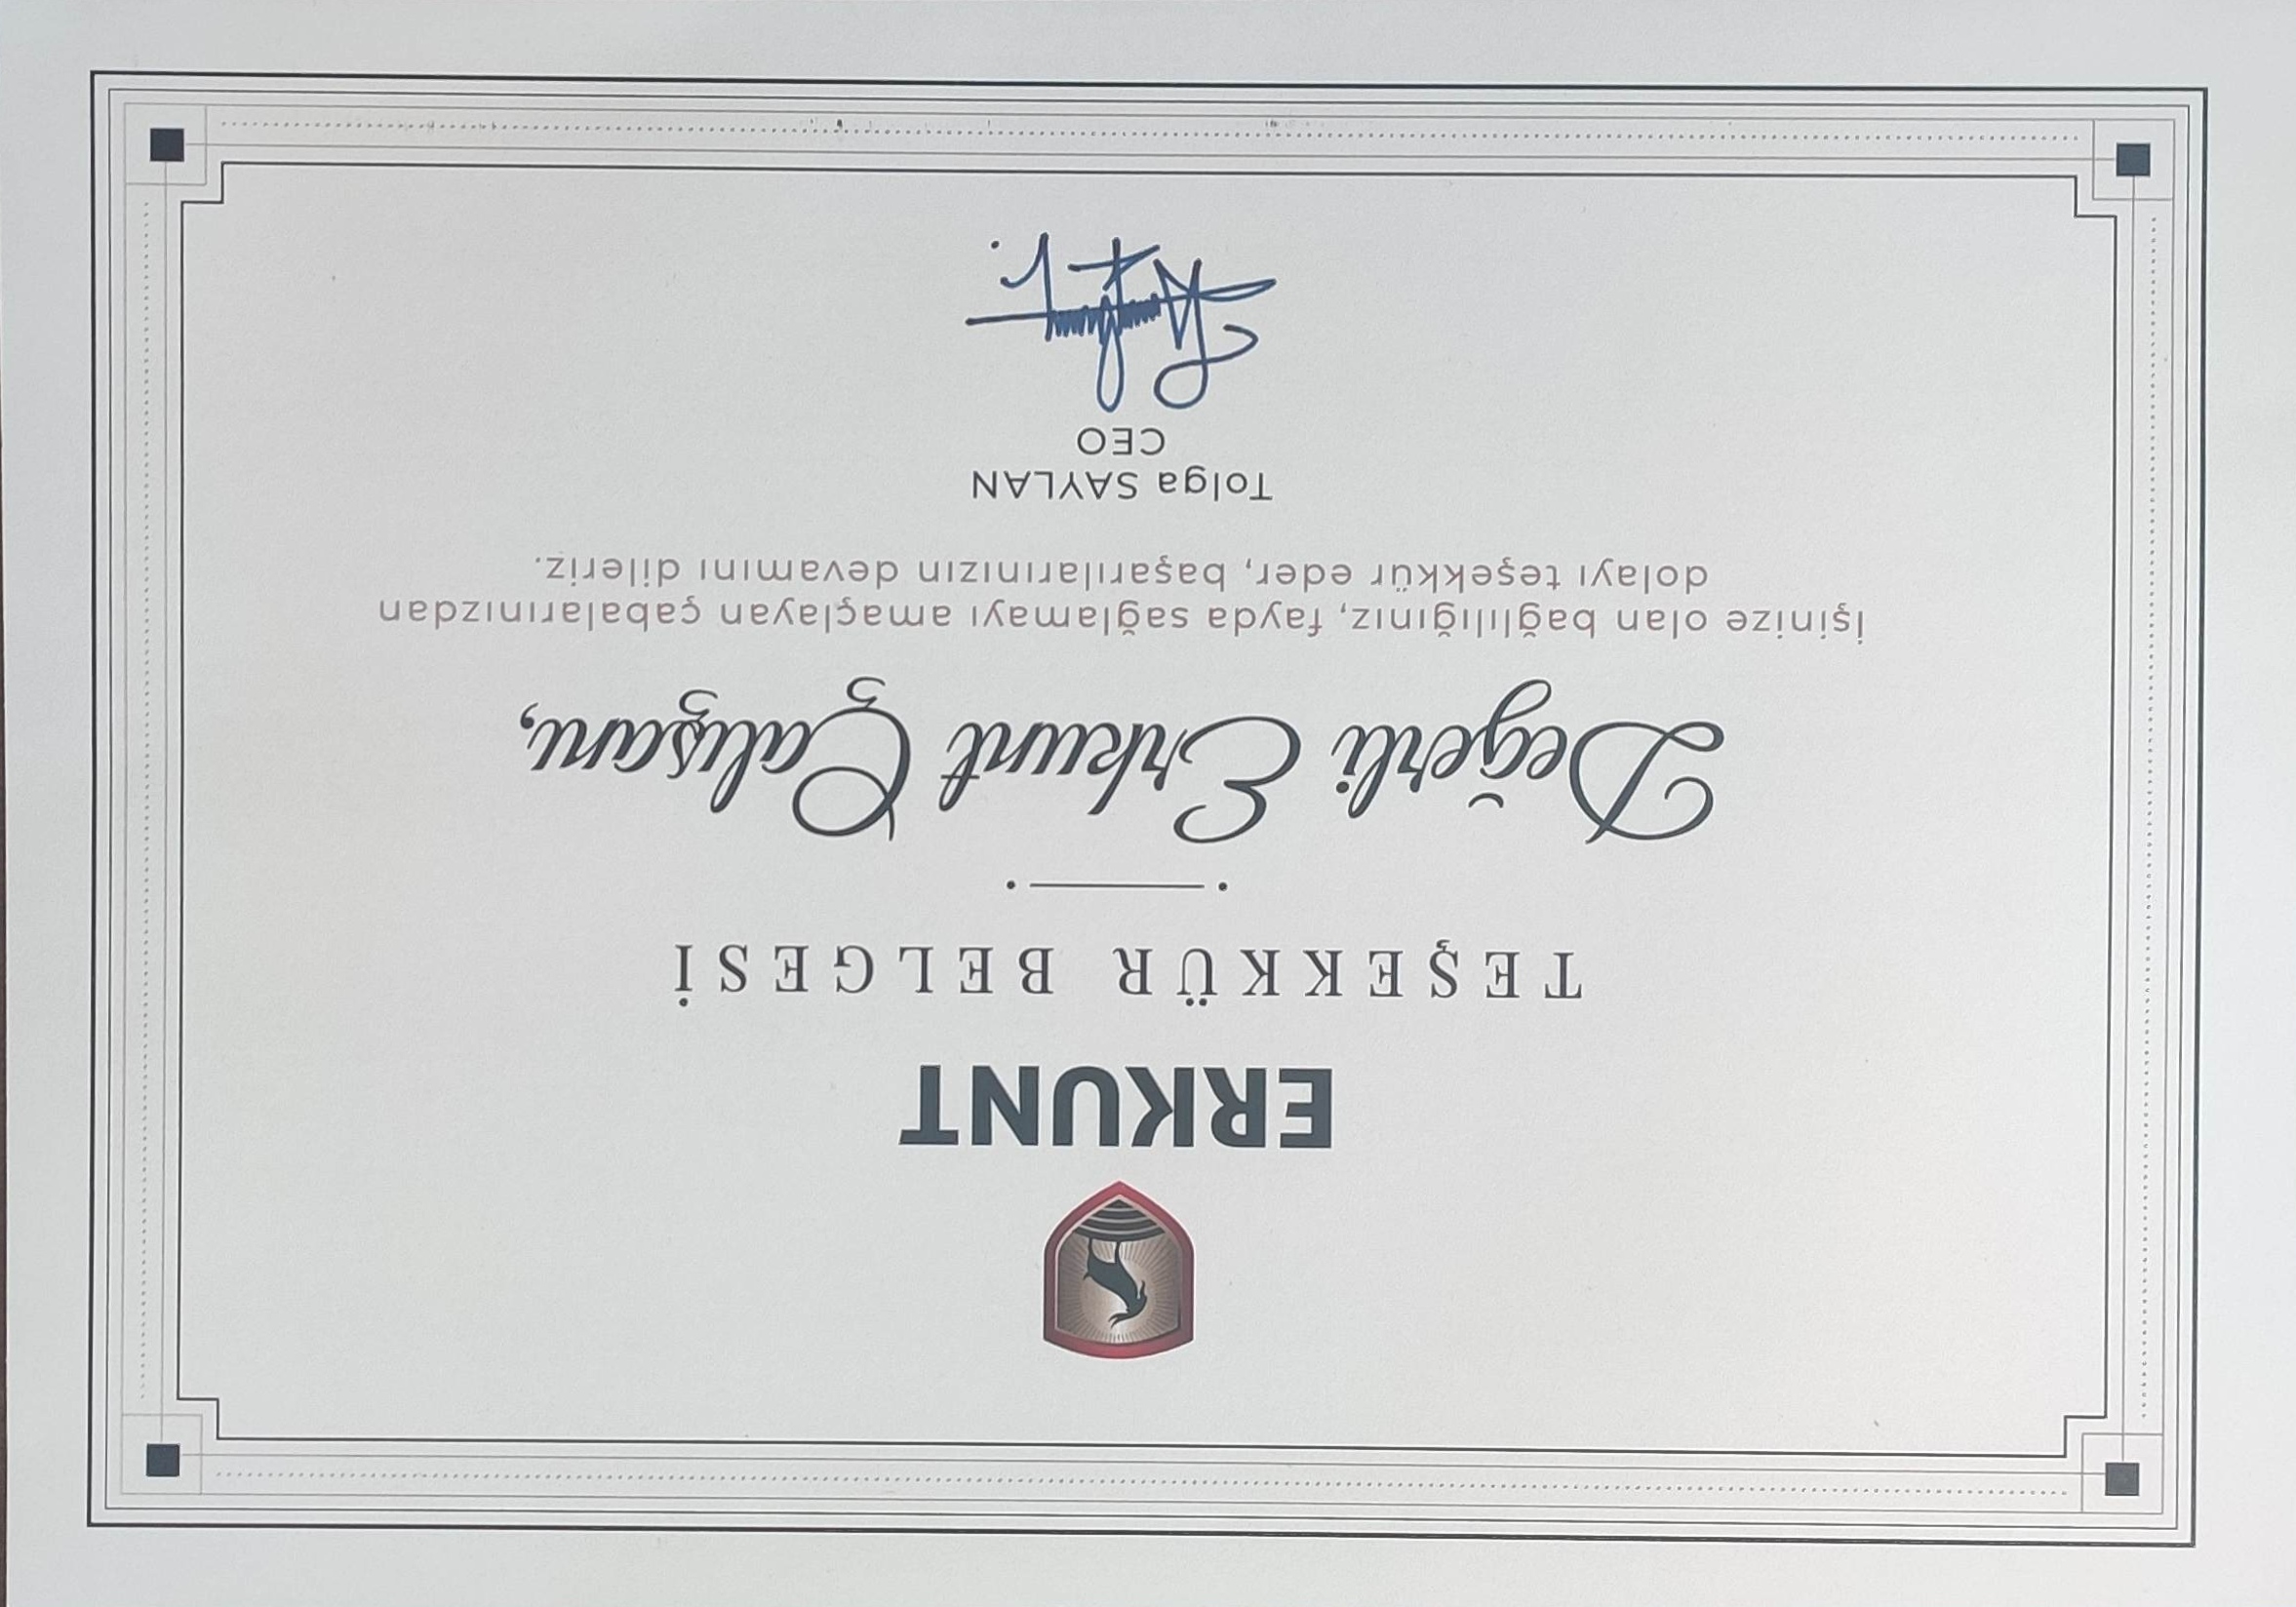 ERKUNT
TEŞEKKÜR BELGESİ
Değerli Erkunt Çalışanı,
İşinize olan bağlılığınız, fayda sağlamayı amaçlayan çabalarınızdan
dolayı teşekkür eder, başarılarınızın devamını dileriz.
Tolga SAYLAN
CEO